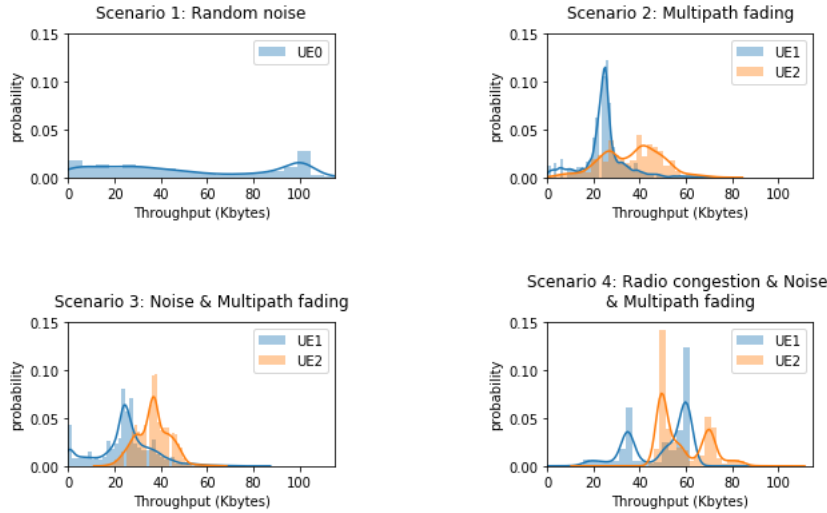 Scenario 1: Random noise
0.15
0.10
0.05
0.00
probability
UE0
0 20 40 60 80 100
Throughput (Kbytes)
Scenario 2: Multipath fading
0.15
0.10
0.05
0.00
probability
UE1
UE2
0 20 40 60 80 100
Throughput (Kbytes)
Scenario 3: Noise & Multipath fading
0.15
0.10
0.05
0.00
probability
UE1
UE2
0 20 40 60 80 100
Throughput (Kbytes)
Scenario 4: Radio congestion & Noise
& Multipath fading
0.15
0.10
0.05
0.00
probability
UE1
UE2
0 20 40 60 80 100
Throughput (Kbytes)